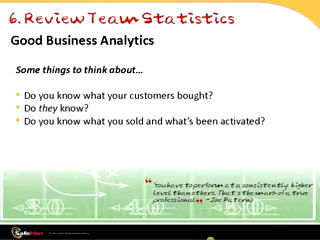 6. Review Team Statistics
Good Business Analytics
Some things to think about…
• Do you know what your customers bought?
• Do they know?
• Do you know what you sold and what's been activated?
"You have to perform at a consistently higher
level than others. That's the mark of a true
professional." -Joe Paterno
SafeNet